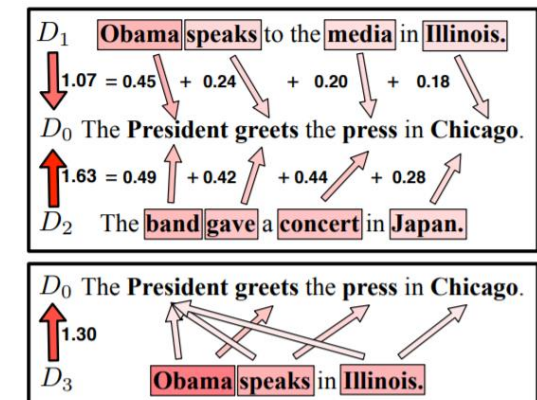 D₁ Obama speaks to the media in Illinois.
1.07 = 0.45 + 0.24 + 0.20 + 0.18
D₀ The President greets the press in Chicago.
1.63 = 0.49 + 0.42 + 0.44 + 0.28
D₂ The band gave a concert in Japan.
D₀ The President greets the press in Chicago.
1.30
D₃ Obama speaks in Illinois.